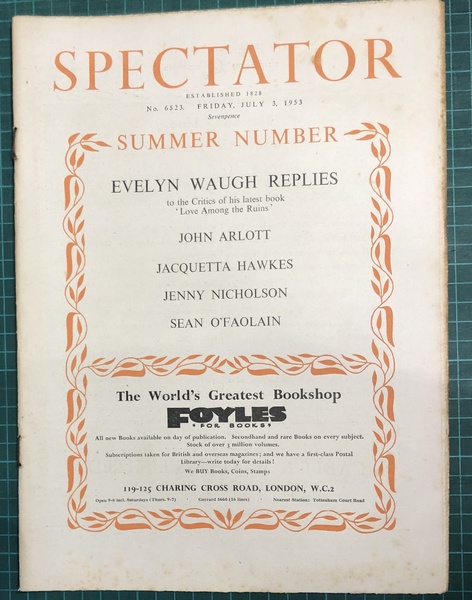 SPECTATOR
ESTABLISHED 1828
No. 6523. FRIDAY, JULY 3, 1953
Sevenpence
SUMMER NUMBER
EVELYN WAUGH REPLIES
to the Critics of his latest book
'Love Among the Ruins'
JOHN ARLOTT
JACQUETTA HAWKES
JENNY NICHOLSON
SEAN O'FAOLAIN
The World's Greatest Bookshop
FOYLES
FOR BOOKS
All new Books available on day of publication. Secondhand and rare Books on every subject.
Stock of over 3 million volumes.
Subscriptions taken for British and overseas magazines; and we have a first-class Postal
Library—write today for details!
We BUY Books, Coins, Stamps
119-125 CHARING CROSS ROAD, LONDON, W.C.2
Open 9-6 incl. Saturdays (Thurs. 9-7) · Gerrard 5660 (16 lines) · Nearest Station: Tottenham Court Road